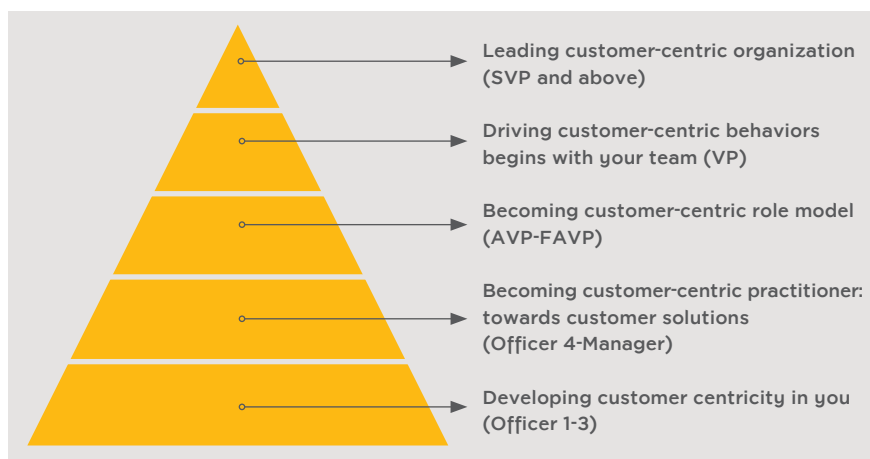 Leading customer-centric organization
(SVP and above)
Driving customer-centric behaviors
begins with your team (VP)
Becoming customer-centric role model
(AVP-FAVP)
Becoming customer-centric practitioner:
towards customer solutions
(Officer 4-Manager)
Developing customer centricity in you
(Officer 1-3)